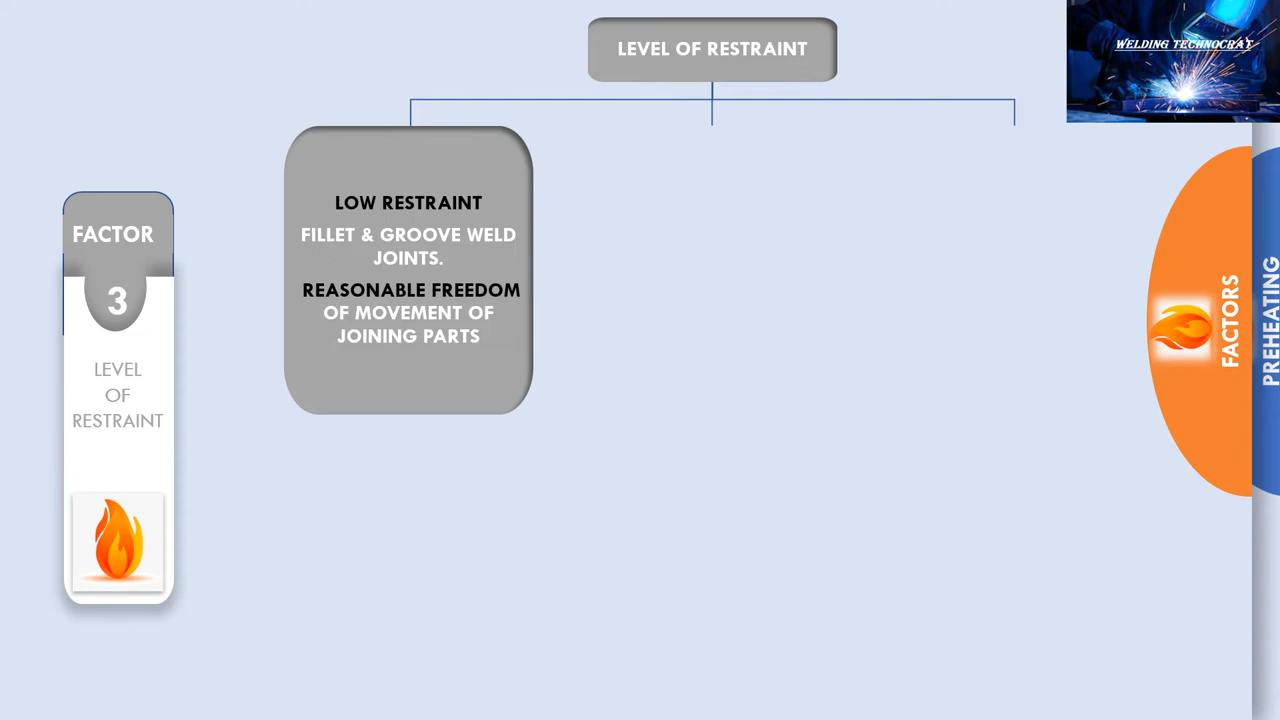 LEVEL OF RESTRAINT
WELDING TECHNOCRAT
LOW RESTRAINT
FILLET & GROOVE WELD
JOINTS.
REASONABLE FREEDOM
OF MOVEMENT OF
JOINING PARTS
FACTOR
3
LEVEL
OF
RESTRAINT
FACTORS
PREHEATING